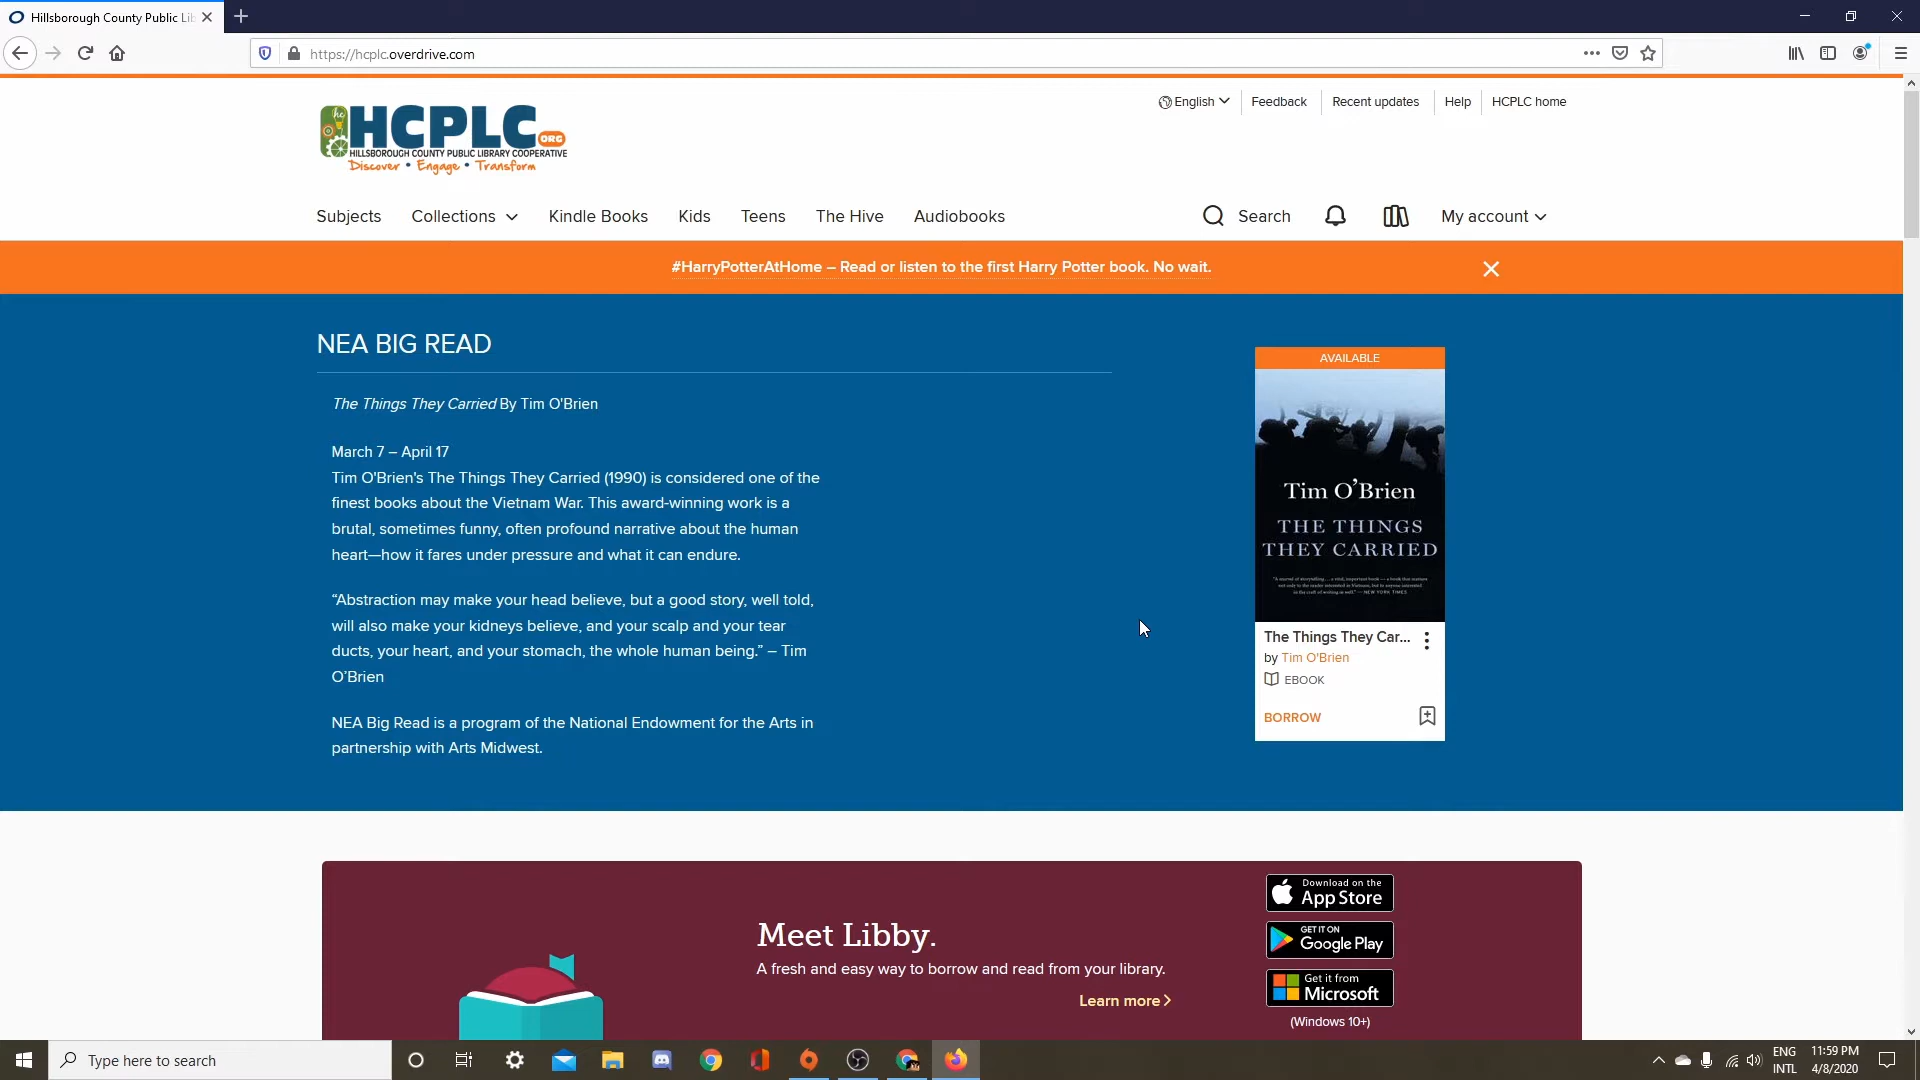 Hillsborough County Public Lib
https://hcplc.overdrive.com
hc
HCPLC.ORG
HILLSBOROUGH COUNTY PUBLIC LIBRARY COOPERATIVE
Discover • Engage • Transform
English
Feedback
Recent updates
Help
HCPLC home
Subjects
Collections
Kindle Books
Kids
Teens
The Hive
Audiobooks
Search
My account
#HarryPotterAtHome – Read or listen to the first Harry Potter book. No wait.
NEA BIG READ
The Things They Carried By Tim O'Brien
March 7 – April 17
Tim O'Brien's The Things They Carried (1990) is considered one of the
finest books about the Vietnam War. This award-winning work is a
brutal, sometimes funny, often profound narrative about the human
heart—how it fares under pressure and what it can endure.
“Abstraction may make your head believe, but a good story, well told,
will also make your kidneys believe, and your scalp and your tear
ducts, your heart, and your stomach, the whole human being.” – Tim
O’Brien
NEA Big Read is a program of the National Endowment for the Arts in
partnership with Arts Midwest.
AVAILABLE
Tim O’Brien
THE THINGS
THEY CARRIED
The Things They Car...
by Tim O'Brien
EBOOK
BORROW
Meet Libby.
A fresh and easy way to borrow and read from your library.
Learn more
Download on the
App Store
GET IT ON
Google Play
Get it from
Microsoft
(Windows 10+)
Type here to search
ENG
INTL
11:59 PM
4/8/2020